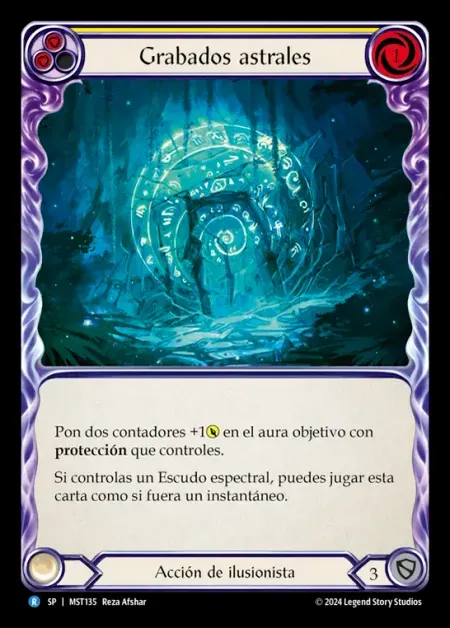 Grabados astrales
1
Pon dos contadores +1 en el aura objetivo con
protección que controles.
Si controlas un Escudo espectral, puedes jugar esta
carta como si fuera un instantáneo.
Acción de ilusionista
3
R SP | MST135 Reza Afshar
© 2024 Legend Story Studios